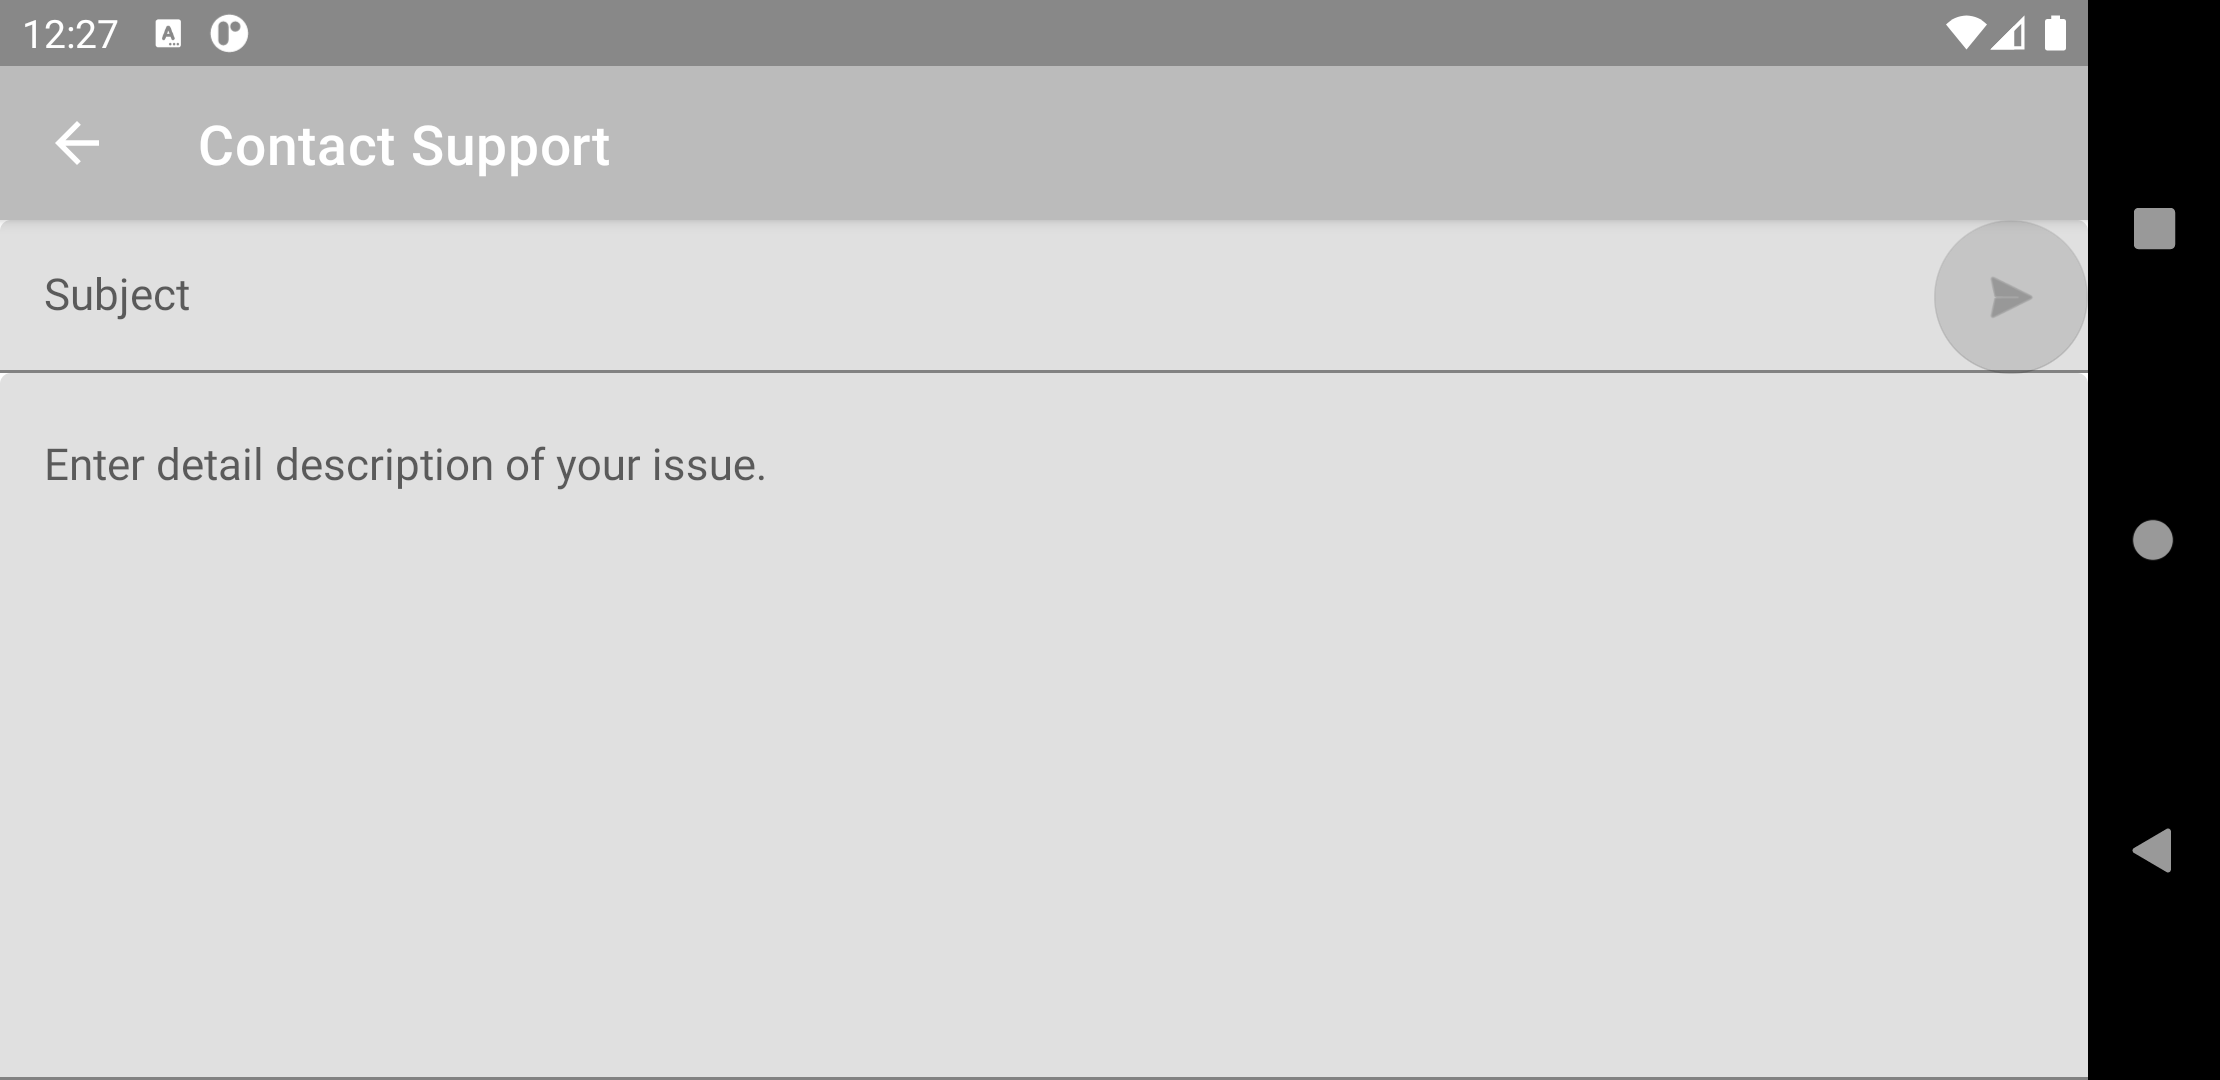 12:27
Contact Support
Subject
Enter detail description of your issue.